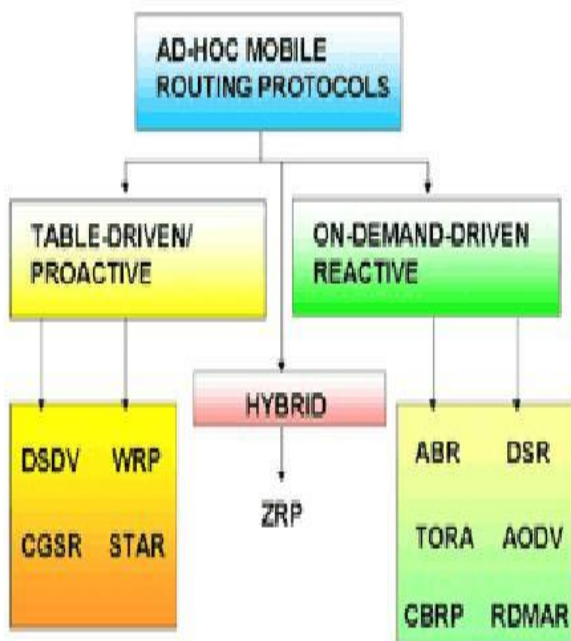 AD-HOC MOBILE
ROUTING PROTOCOLS
TABLE-DRIVEN/
PROACTIVE
ON-DEMAND-DRIVEN
REACTIVE
HYBRID
DSDV WRP
CGSR STAR
ZRP
ABR DSR
TORA AODV
CBRP RDMAR